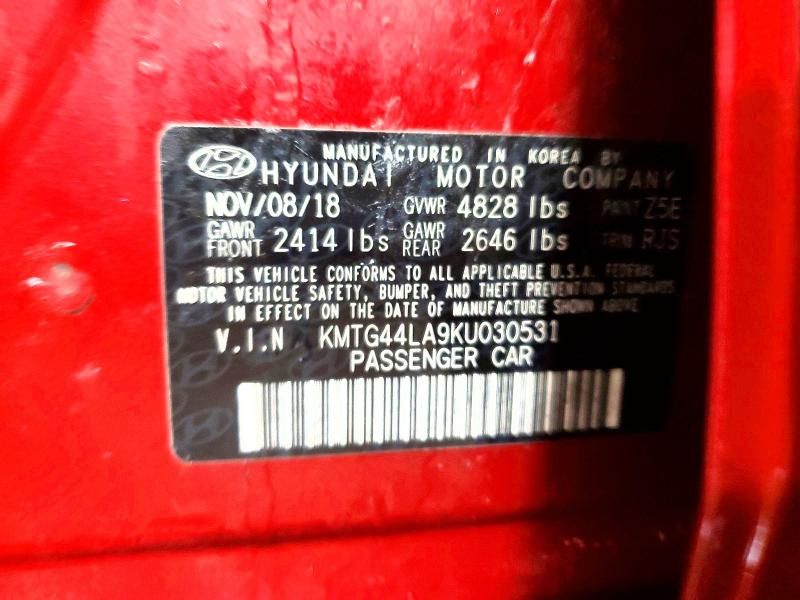 MANUFACTURED IN KOREA BY
HYUNDAI MOTOR COMPANY
NOV/08/18 GVWR 4828 lbs PAINT Z5E
GAWR FRONT 2414 lbs GAWR REAR 2646 lbs TRIM RJS
THIS VEHICLE CONFORMS TO ALL APPLICABLE U.S.A. FEDERAL
MOTOR VEHICLE SAFETY, BUMPER, AND THEFT PREVENTION STANDARDS
IN EFFECT ON THE DATE OF MANUFACTURE SHOWN ABOVE
V.I.N KMTG44LA9KU030531
PASSENGER CAR